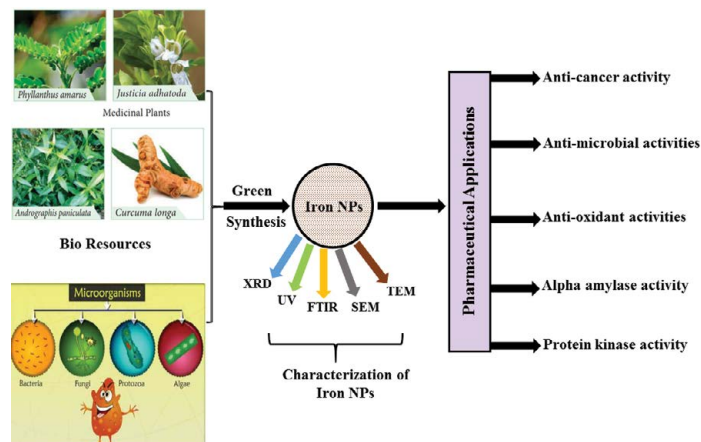 Phyllanthus amarus
Justicia adhatoda
Medicinal Plants
Andrographis paniculata
Curcuma longa
Bio Resources
Microorganisms
Bacteria
Fungi
Protozoa
Algae
Green
Synthesis
Iron NPs
XRD
UV
FTIR
SEM
TEM
Characterization of
Iron NPs
Pharmaceutical Applications
Anti-cancer activity
Anti-microbial activities
Anti-oxidant activities
Alpha amylase activity
Protein kinase activity